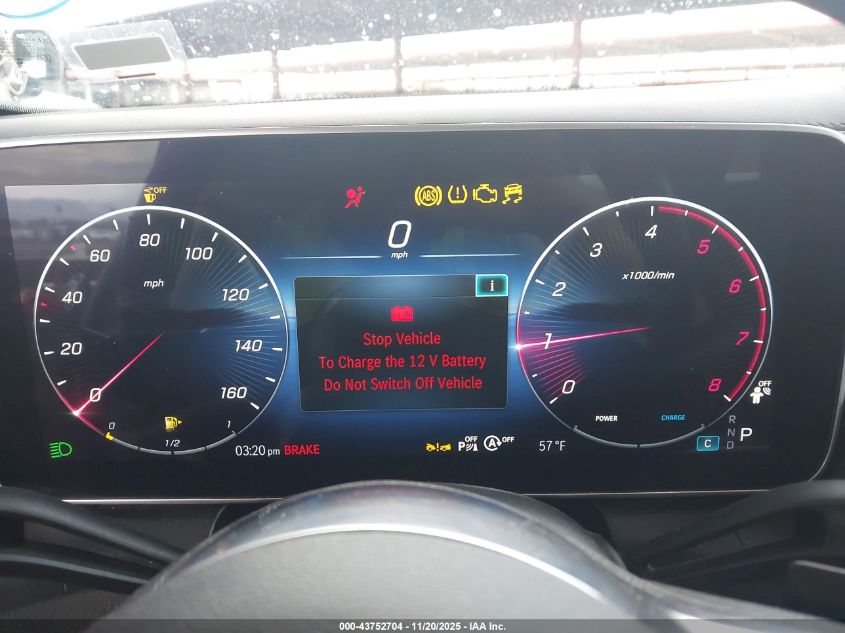 OFF
ABS
0
mph
20
40
60
80
100
120
140
160
0
mph
0
1/2
1
i
Stop Vehicle
To Charge the 12 V Battery
Do Not Switch Off Vehicle
0
1
2
3
4
5
6
7
8
x1000/min
POWER
CHARGE
OFF
R
N
D
P
C
03:20 pm BRAKE
P OFF
A OFF
57°F
000-43752704 - 11/20/2025 - IAA Inc.